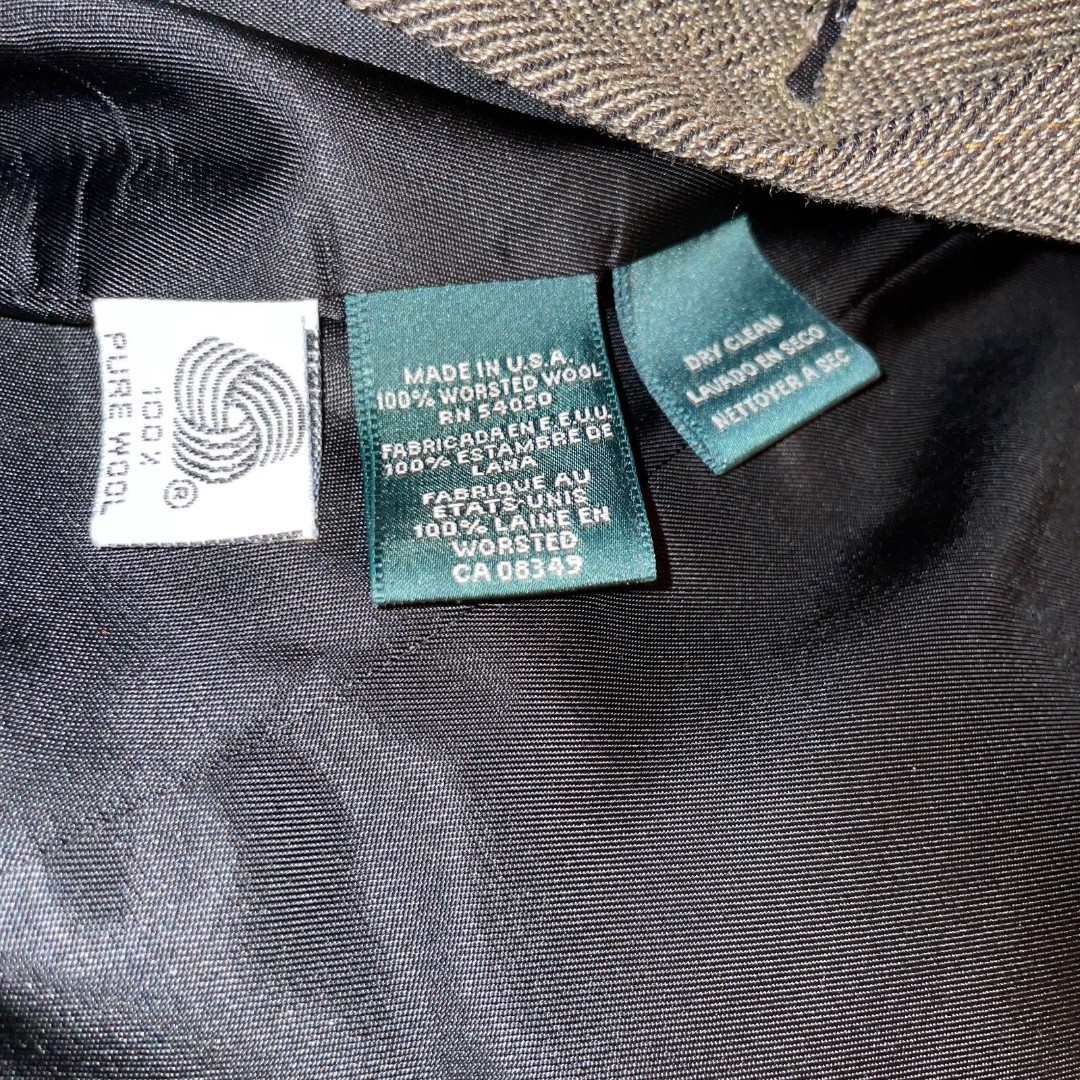 PURE WOOL
100%
®
MADE IN U.S.A.
100% WORSTED WOOL
RN 54050
FABRICADA EN E.E.U.U.
100% ESTAMBRE DE
LANA
FABRIQUE AU
ETATS-UNIS
100% LAINE EN
WORSTED
CA 08349
DRY CLEAN
LAVADO EN SECO
NETTOYER A SEC